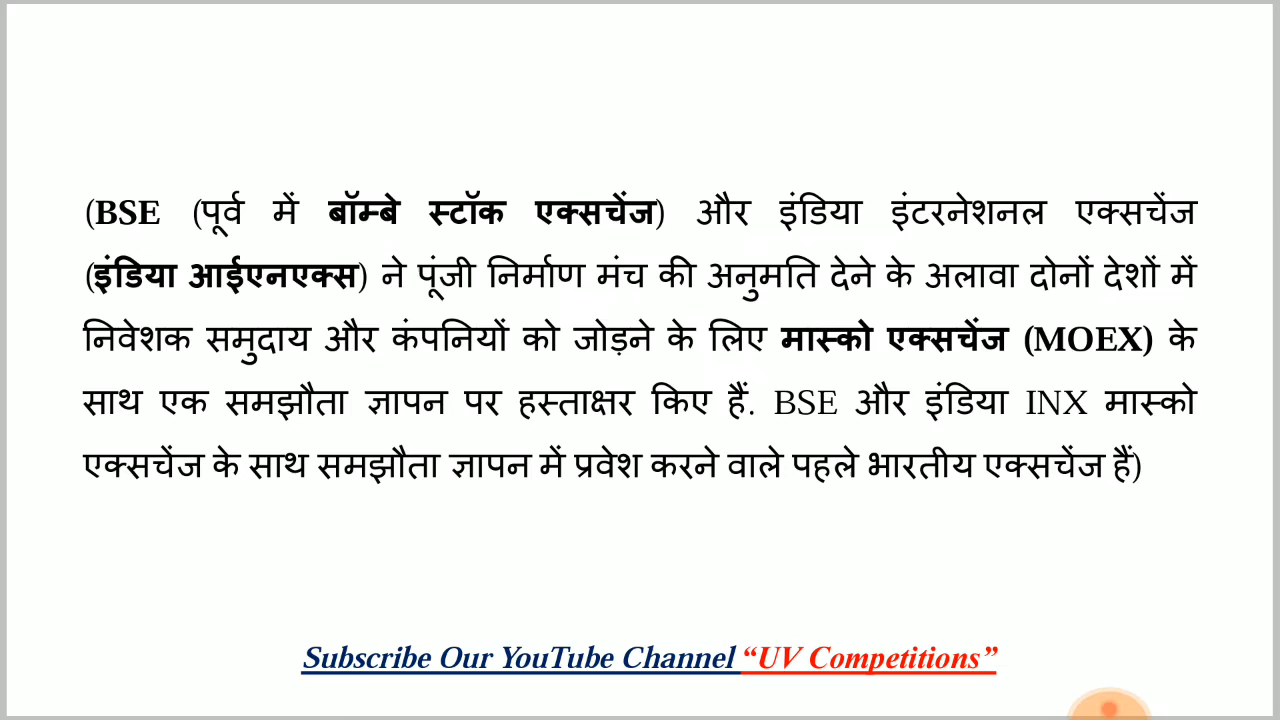 (BSE (पूर्व में बॉम्बे स्टॉक एक्सचेंज) और इंडिया इंटरनेशनल एक्सचेंज
(इंडिया आईएनएक्स) ने पूंजी निर्माण मंच की अनुमति देने के अलावा दोनों देशों में
निवेशक समुदाय और कंपनियों को जोड़ने के लिए मास्को एक्सचेंज (MOEX) के
साथ एक समझौता ज्ञापन पर हस्ताक्षर किए हैं. BSE और इंडिया INX मास्को
एक्सचेंज के साथ समझौता ज्ञापन में प्रवेश करने वाले पहले भारतीय एक्सचेंज हैं)
Subscribe Our YouTube Channel “UV Competitions”